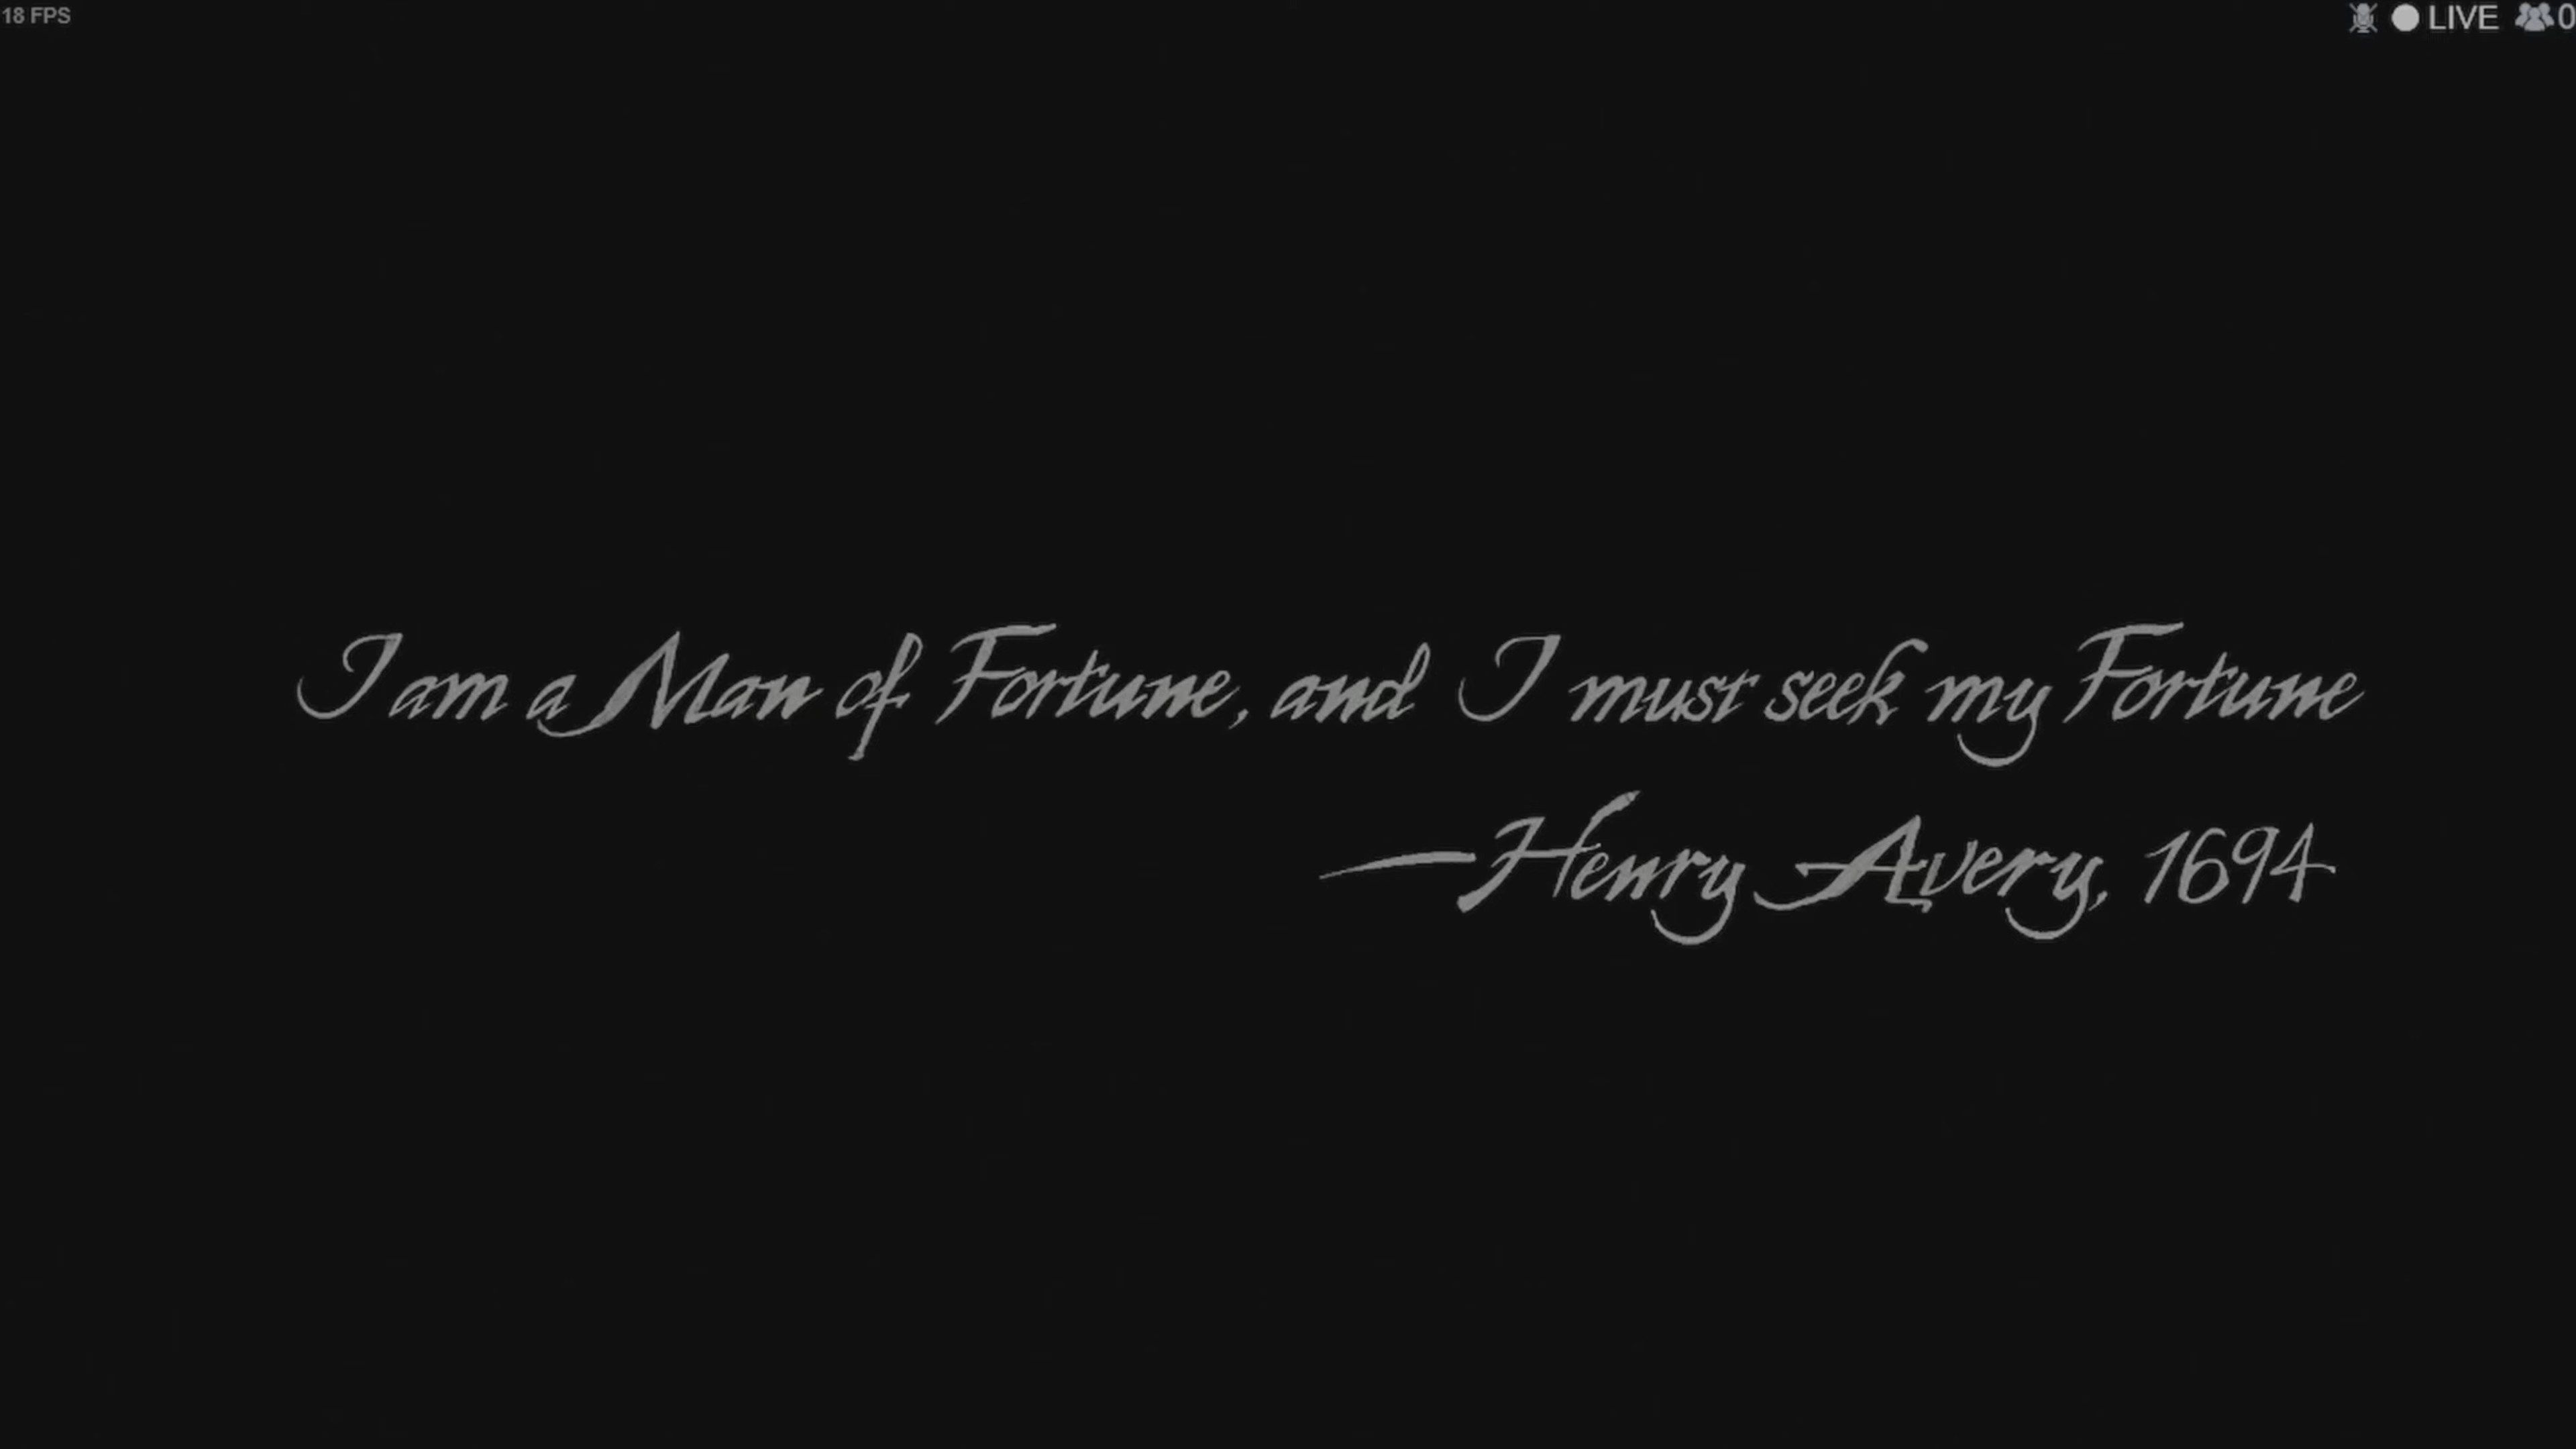 18 FPS
LIVE 0
I am a Man of Fortune, and I must seek my Fortune
—Henry Avery, 1694